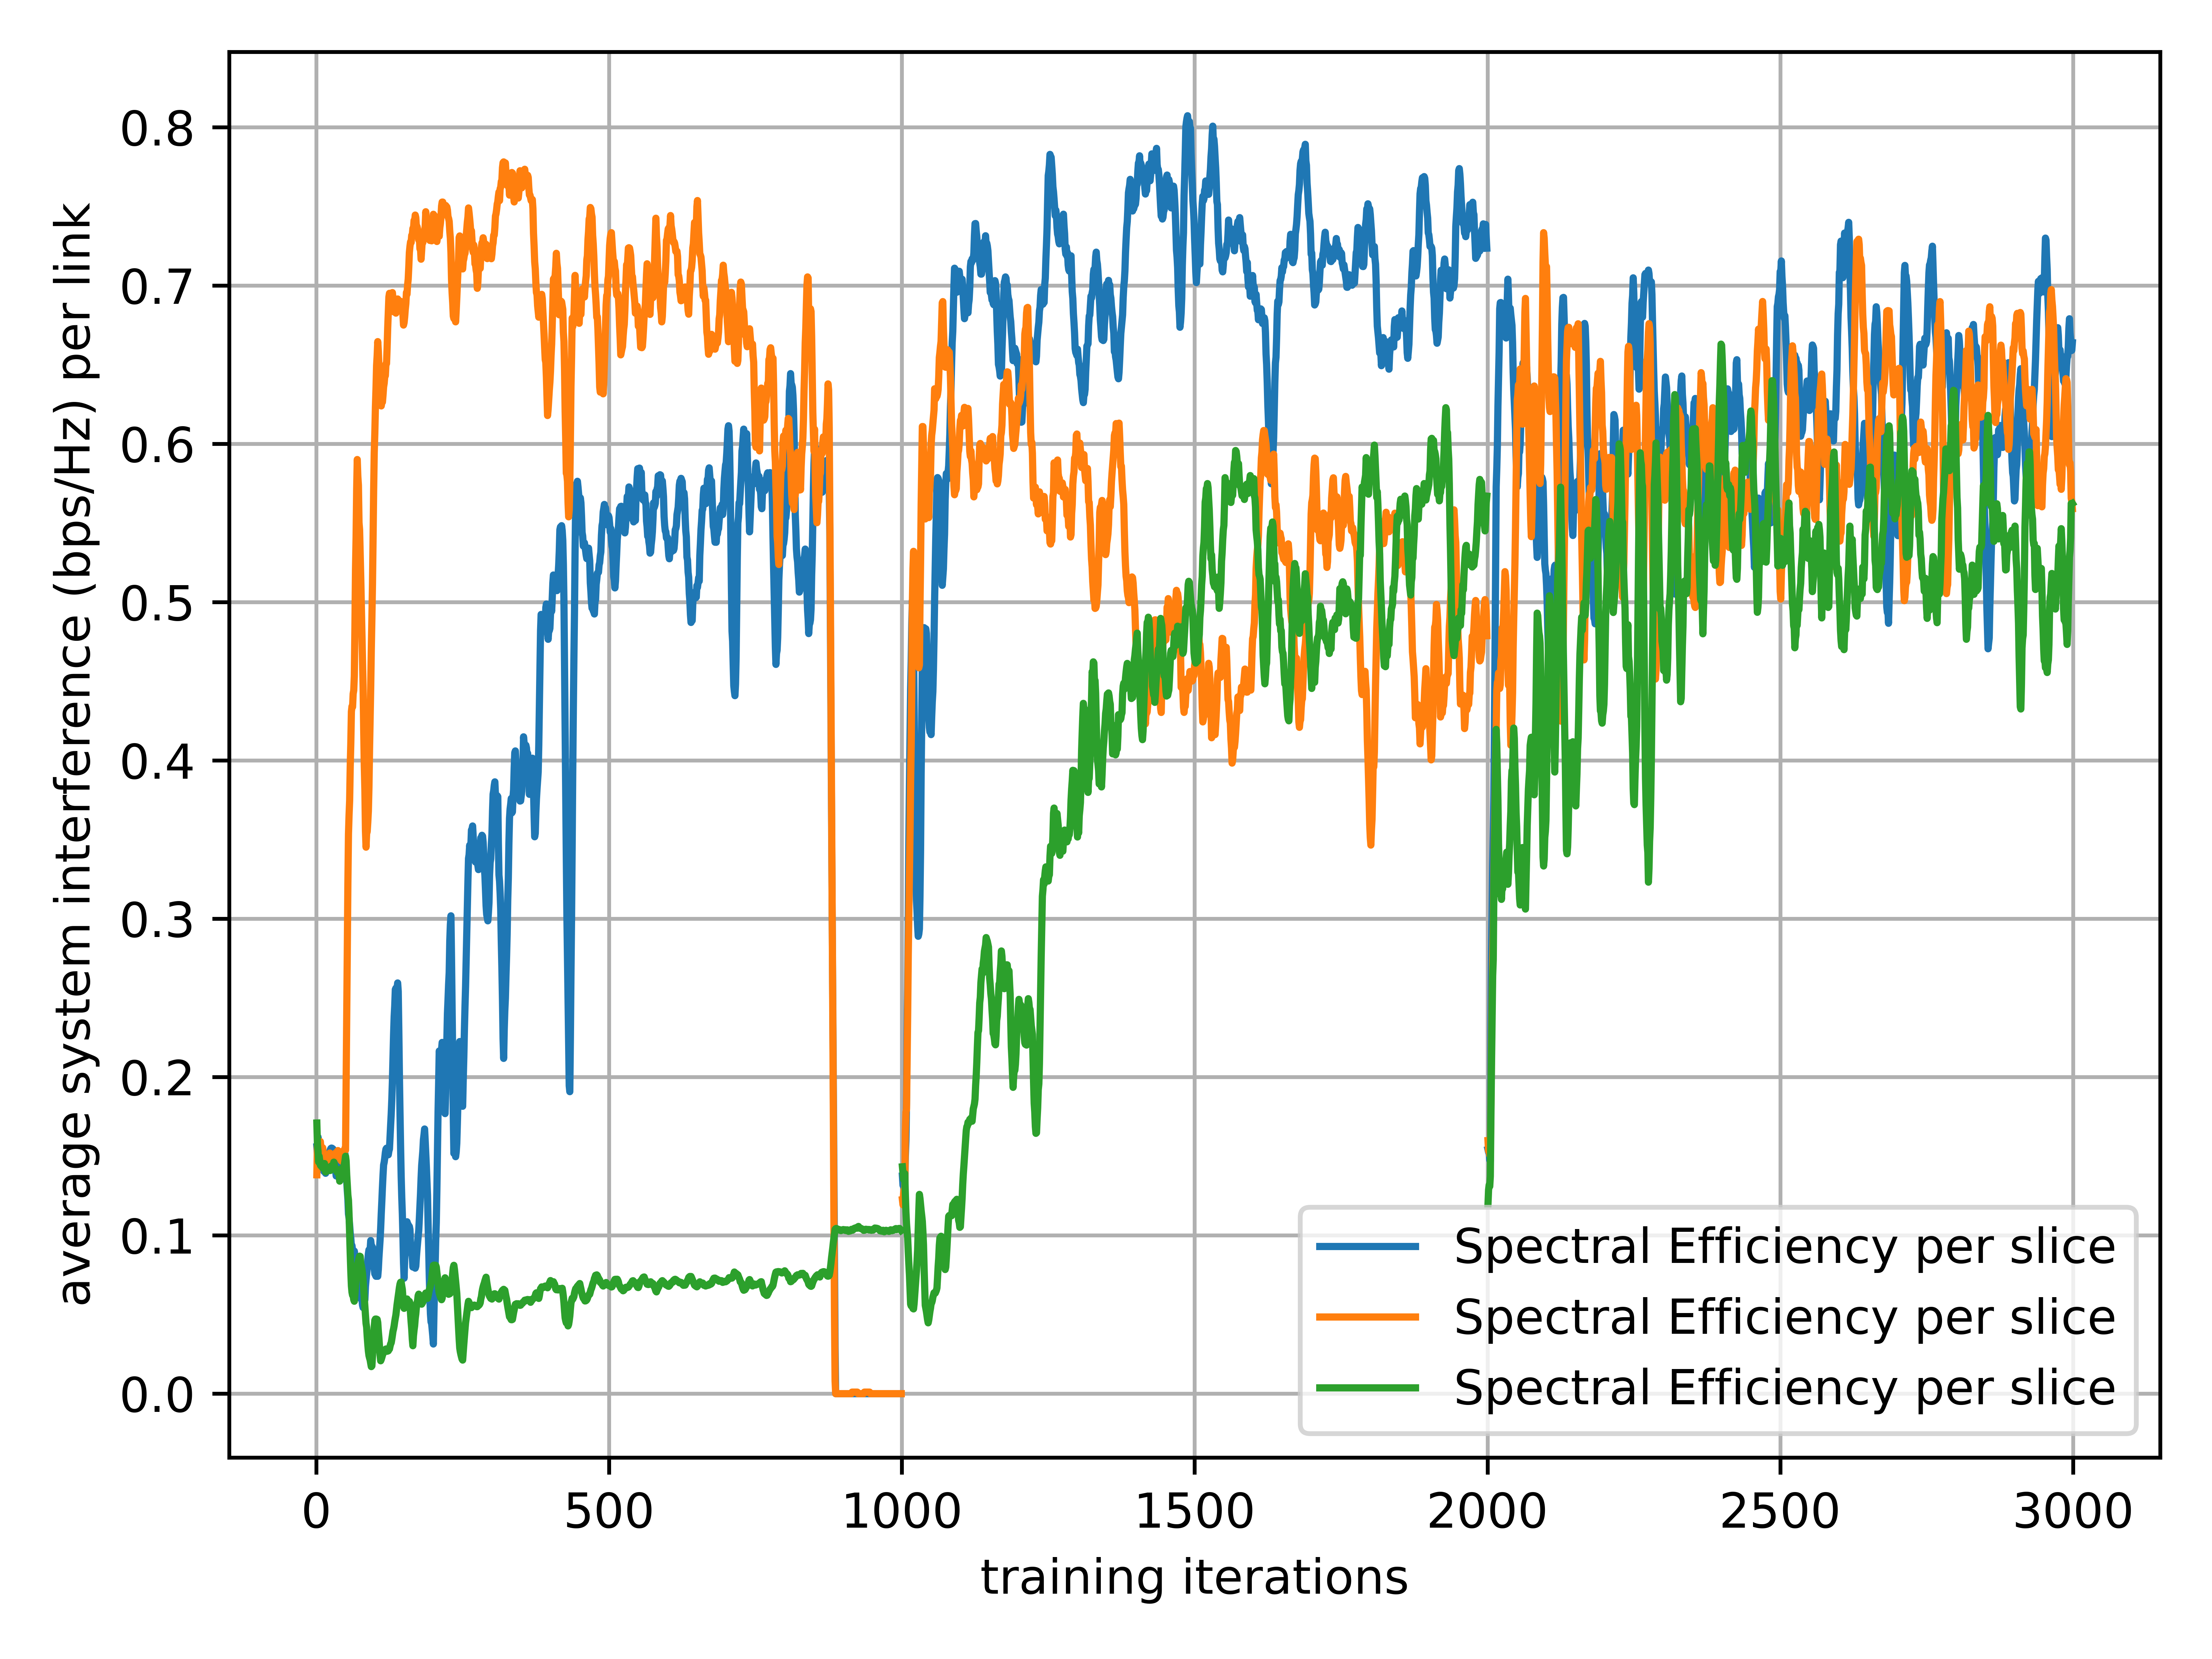 average system interference (bps/Hz) per link
0.8
0.7
0.6
0.5
0.4
0.3
0.2
0.1
0.0
Spectral Efficiency per slice
Spectral Efficiency per slice
Spectral Efficiency per slice
0 500 1000 1500 2000 2500 3000
training iterations